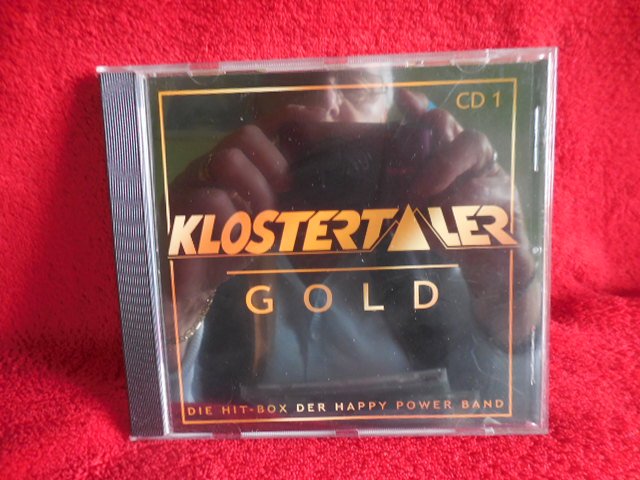 CD 1
KLOSTERTALER
GOLD
DIE HIT-BOX DER HAPPY POWER BAND